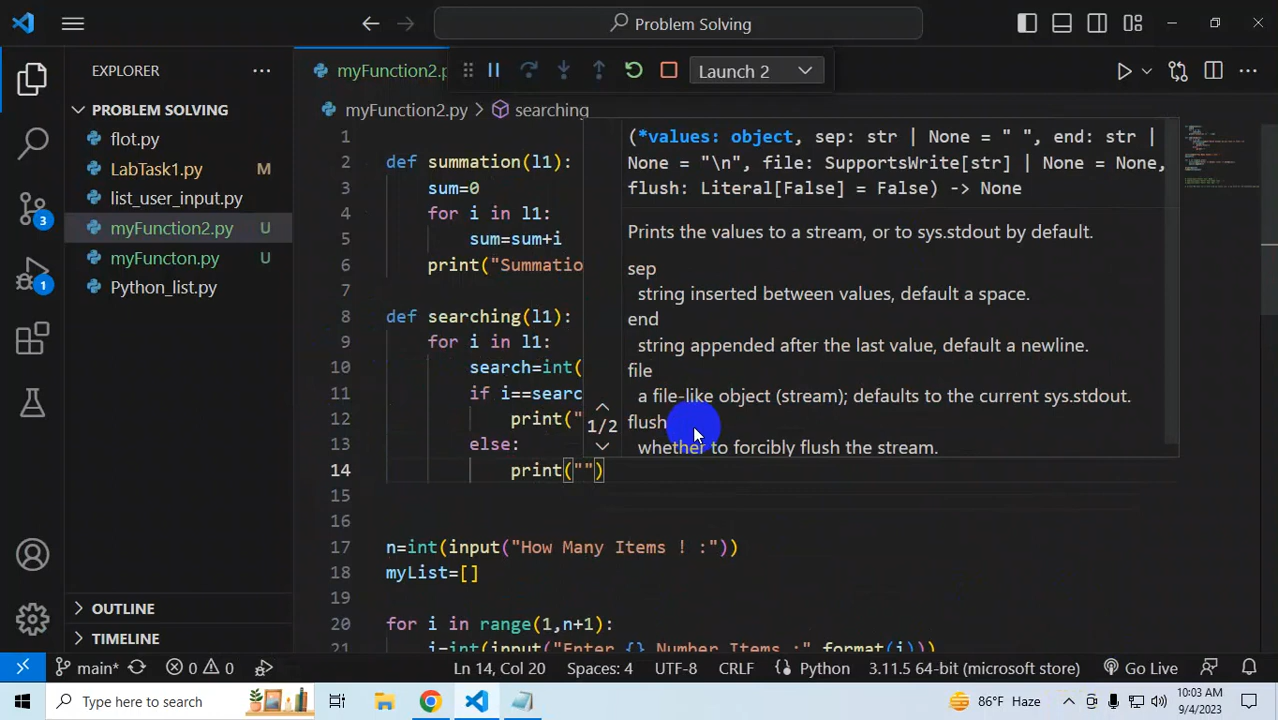 Problem Solving
EXPLORER
myFunction2.p
Launch 2
PROBLEM SOLVING
flot.py
LabTask1.py M
list_user_input.py
myFunction2.py U
myFuncton.py U
Python_list.py
OUTLINE
TIMELINE
3
1
myFunction2.py > searching
1
2 def summation(l1):
3 sum=0
4 for i in l1:
5 sum=sum+i
6 print("Summatio
7
8 def searching(l1):
9 for i in l1:
10 search=int(
11 if i==searc
12 print("
13 else:
14 print("")
15
16
17 n=int(input("How Many Items ! :"))
18 myList=[]
19
20 for i in range(1,n+1):
21 i=int(input("Enter {} Number Items :".format(i)))
(*values: object, sep: str | None = " ", end: str |
None = "\n", file: SupportsWrite[str] | None = None,
flush: Literal[False] = False) -> None
Prints the values to a stream, or to sys.stdout by default.
sep
string inserted between values, default a space.
end
string appended after the last value, default a newline.
file
a file-like object (stream); defaults to the current sys.stdout.
flush
whether to forcibly flush the stream.
1/2
main* 0 0 Ln 14, Col 20 Spaces: 4 UTF-8 CRLF Python 3.11.5 64-bit (microsoft store) Go Live
Type here to search 86°F Haze 10:03 AM
9/4/2023